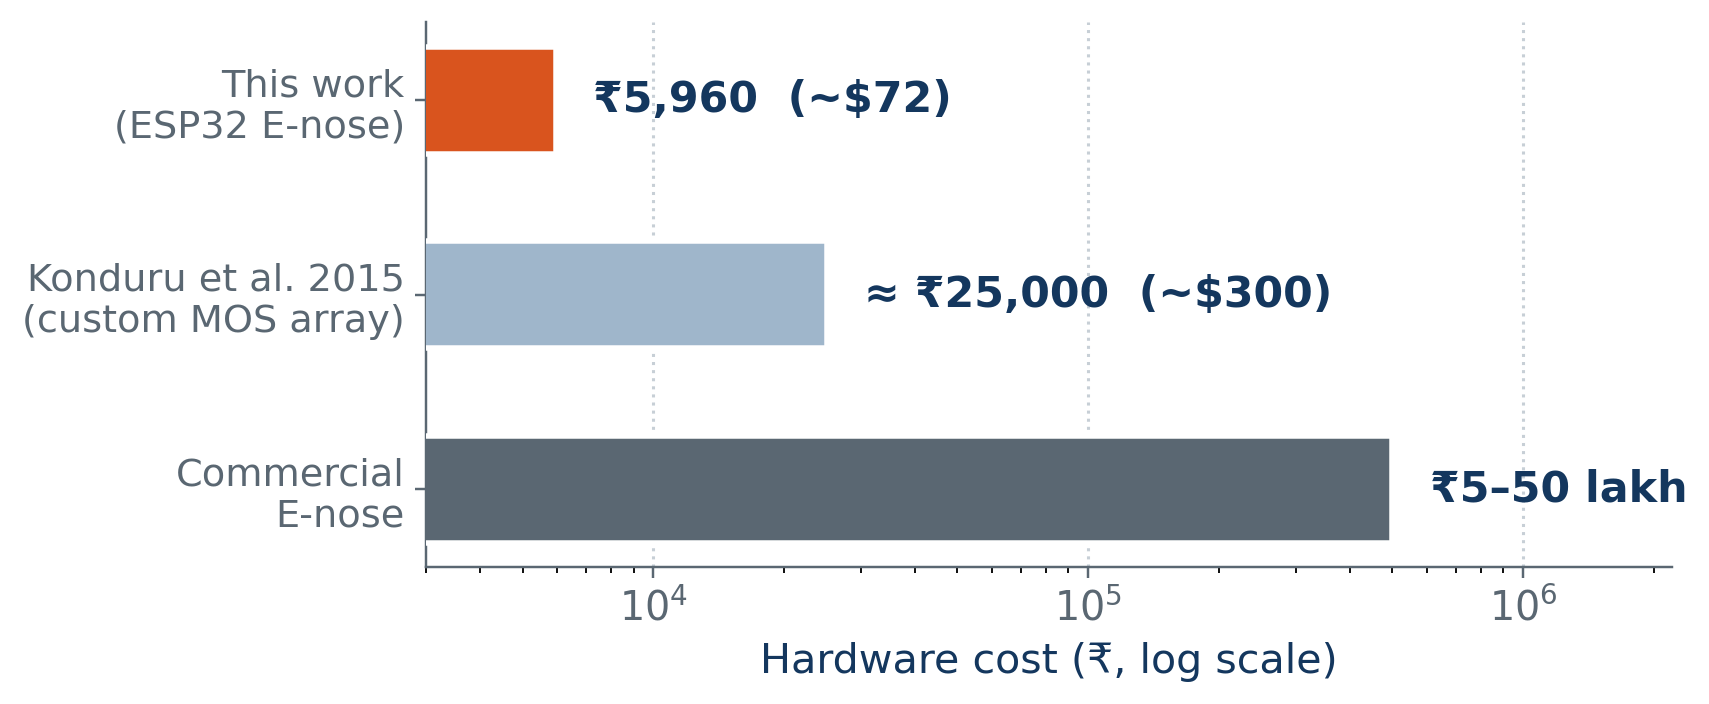 This work
(ESP32 E-nose)
₹5,960 (~$72)
Konduru et al. 2015
(custom MOS array)
≈ ₹25,000 (~$300)
Commercial
E-nose
₹5–50 lakh
10⁴ 10⁵ 10⁶
Hardware cost (₹, log scale)